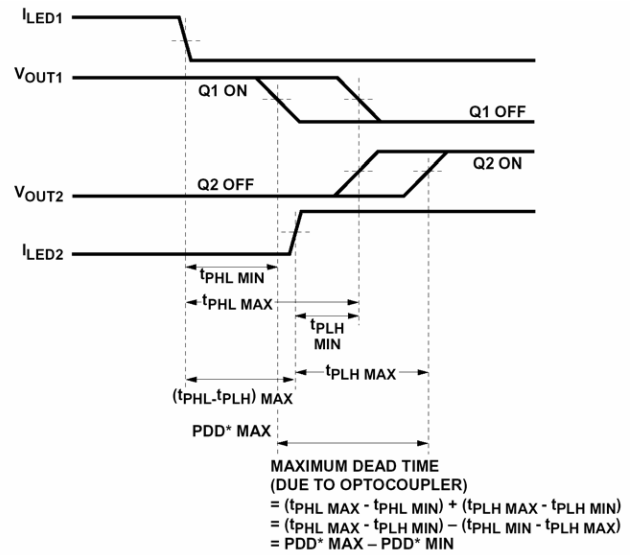 ILED1
VOUT1
Q1 ON
Q1 OFF
Q2 OFF
Q2 ON
VOUT2
ILED2
tPHL MIN
tPHL MAX
tPLH
MIN
tPLH MAX
(tPHL-tPLH) MAX
PDD* MAX
MAXIMUM DEAD TIME
(DUE TO OPTOCOUPLER)
= (tPHL MAX - tPHL MIN) + (tPLH MAX - tPLH MIN)
= (tPHL MAX - tPLH MIN) – (tPHL MIN - tPLH MAX)
= PDD* MAX – PDD* MIN